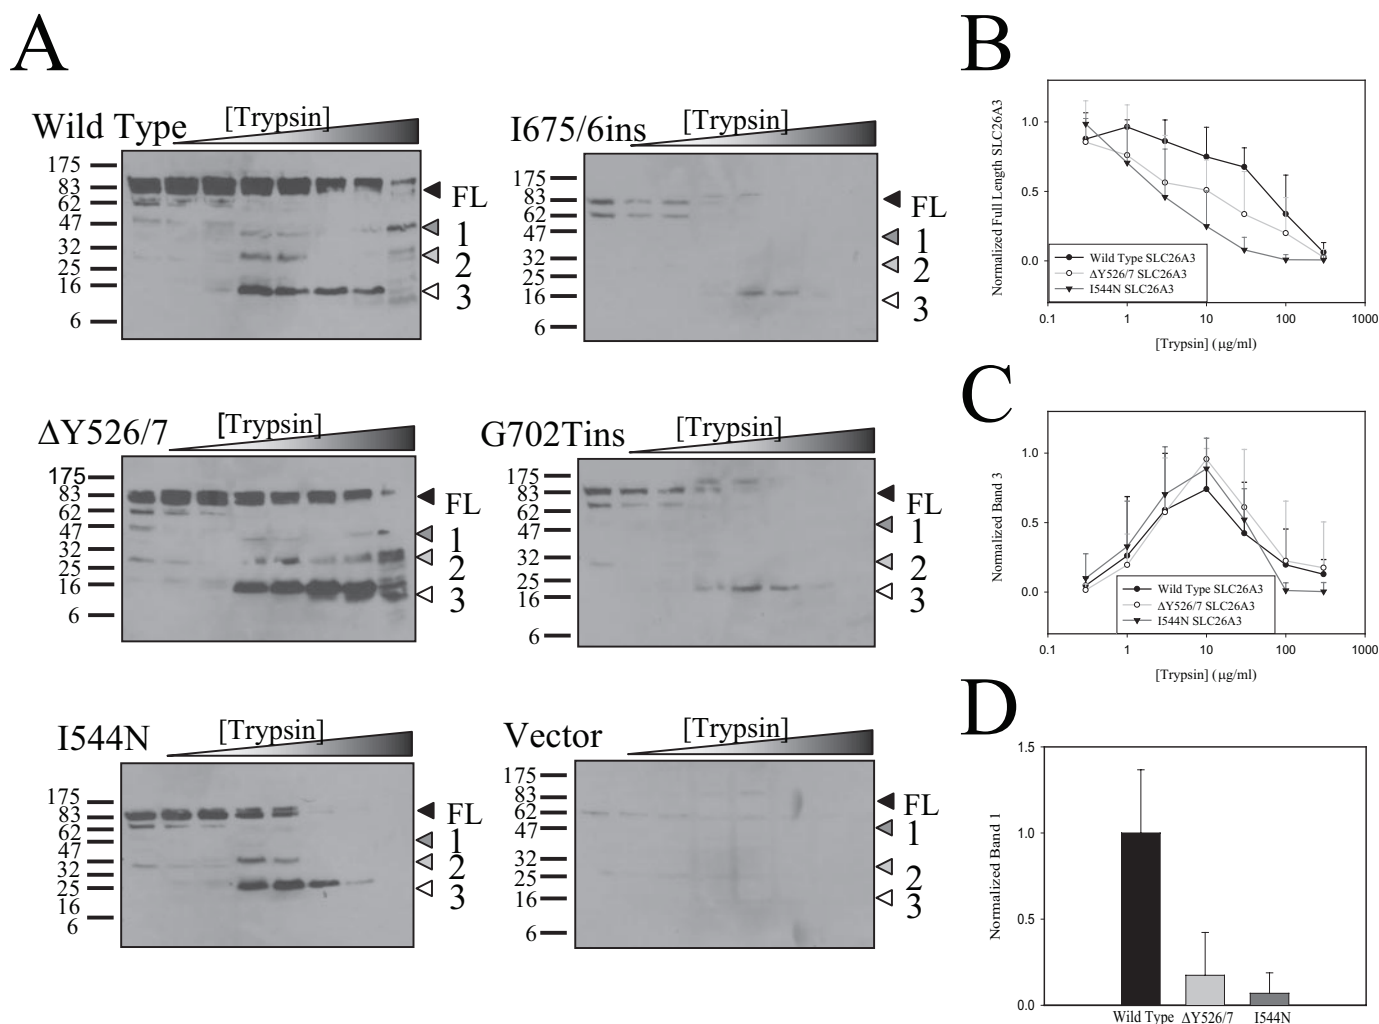 A
Wild Type
[Trypsin]
175
83
62
47
32
25
16
6
FL
1
2
3
I675/6ins
[Trypsin]
175
83
62
47
32
25
16
6
FL
1
2
3
ΔY526/7
[Trypsin]
175
83
62
47
32
25
16
6
FL
1
2
3
G702Tins
[Trypsin]
175
83
62
47
32
25
16
6
FL
1
2
3
I544N
[Trypsin]
175
83
62
47
32
25
16
6
FL
1
2
3
Vector
[Trypsin]
175
83
62
47
32
25
16
6
FL
1
2
3
B
Normalized Full Length SLC26A3
1.0
0.5
0.0
Wild Type SLC26A3
ΔY526/7 SLC26A3
I544N SLC26A3
0.1 1 10 100 1000
[Trypsin] (μg/ml)
C
Normalized Band 3
1.0
0.5
0.0
Wild Type SLC26A3
ΔY526/7 SLC26A3
I544N SLC26A3
0.1 1 10 100 1000
[Trypsin] (μg/ml)
D
Normalized Band 1
1.5
1.0
0.5
0.0
Wild Type ΔY526/7 I544N